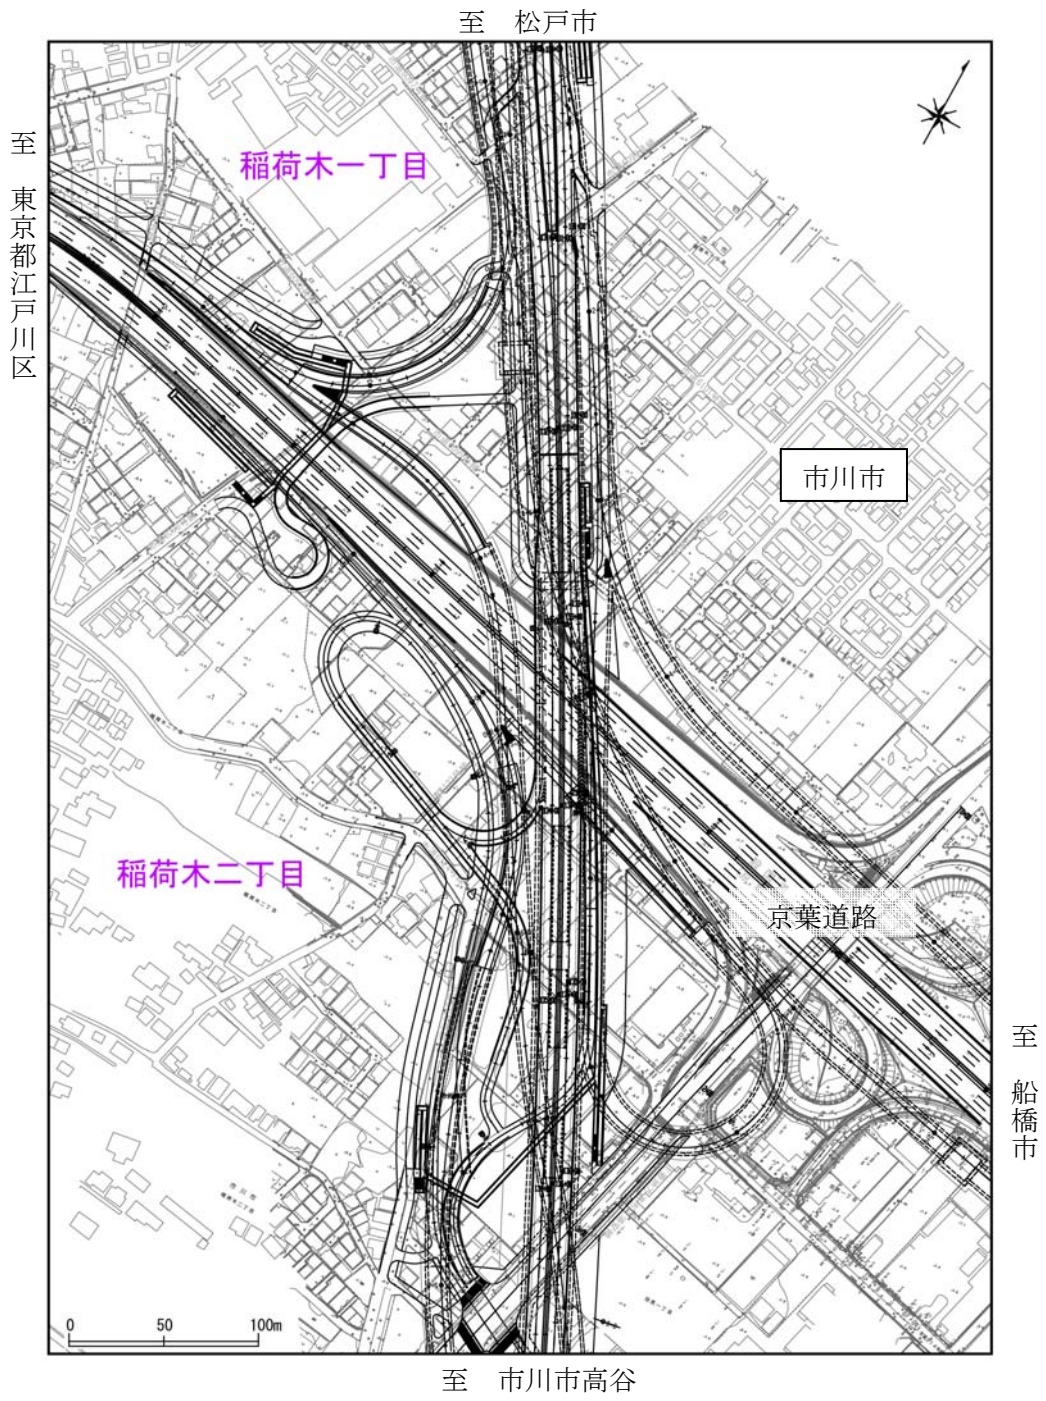 至　松戸市
至　東京都江戸川区
稲荷木一丁目
市川市
稲荷木二丁目
京葉道路
至　船橋市
0 50 100m
至　市川市高谷